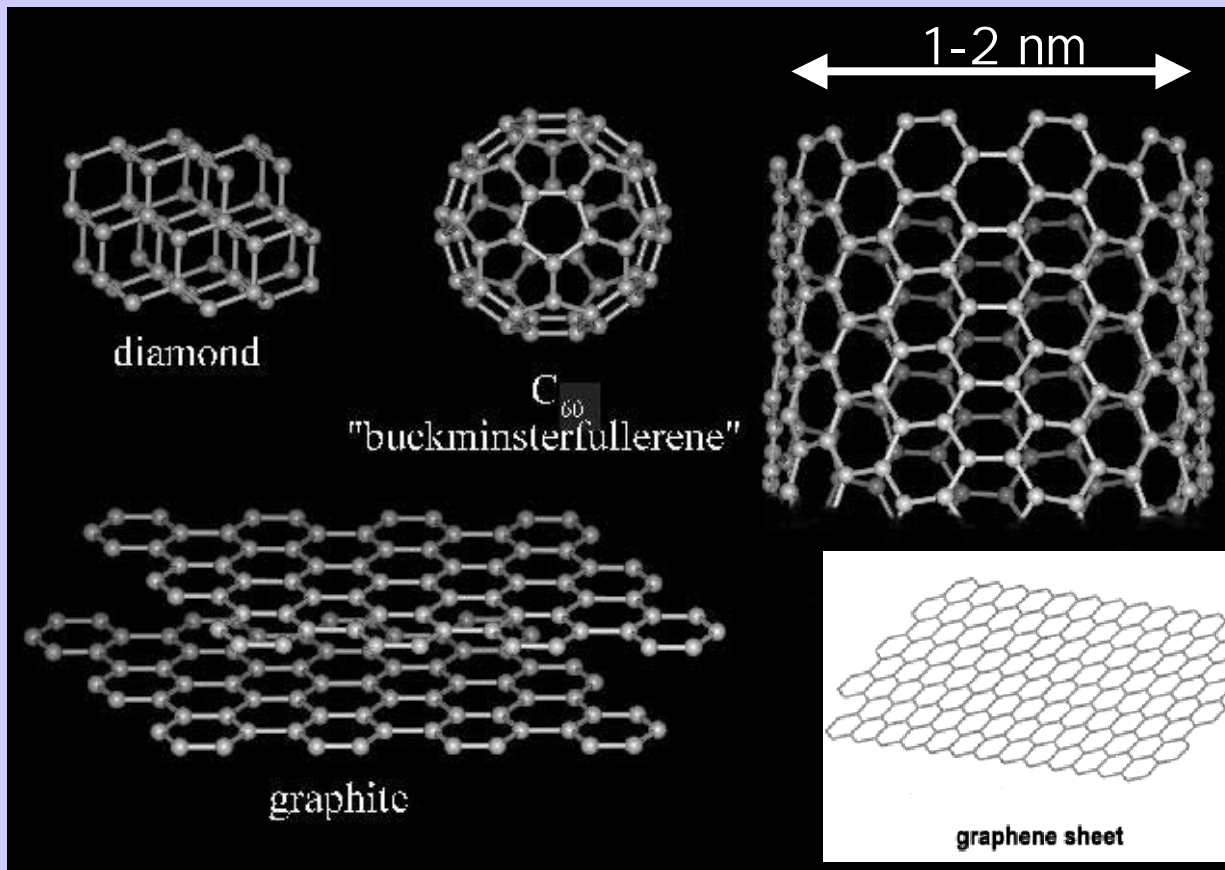 1-2 nm
diamond
C60
"buckminsterfullerene"
graphite
graphene sheet